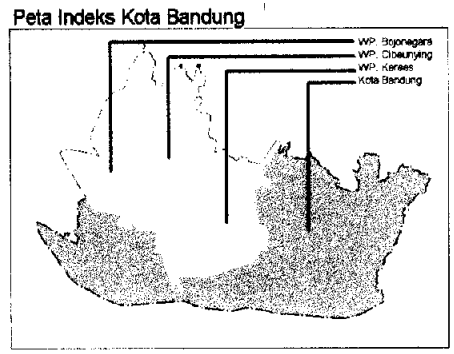 Peta Indeks Kota Bandung
WP. Bojonegara
WP. Cibeunying
WP. Karees
Kota Bandung